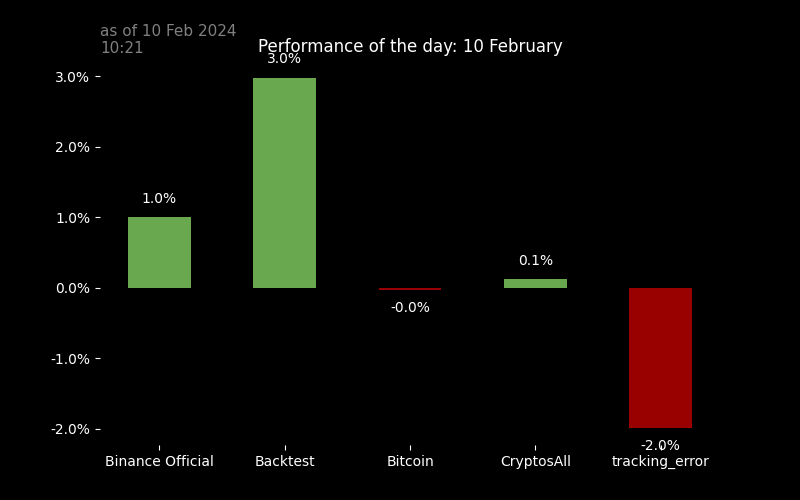 as of 10 Feb 2024
10:21
Performance of the day: 10 February
3.0%
3.0%
2.0%
1.0%
1.0%
0.1%
0.0%
-0.0%
-1.0%
-2.0%
-2.0%
Binance Official
Backtest
Bitcoin
CryptosAll
tracking_error